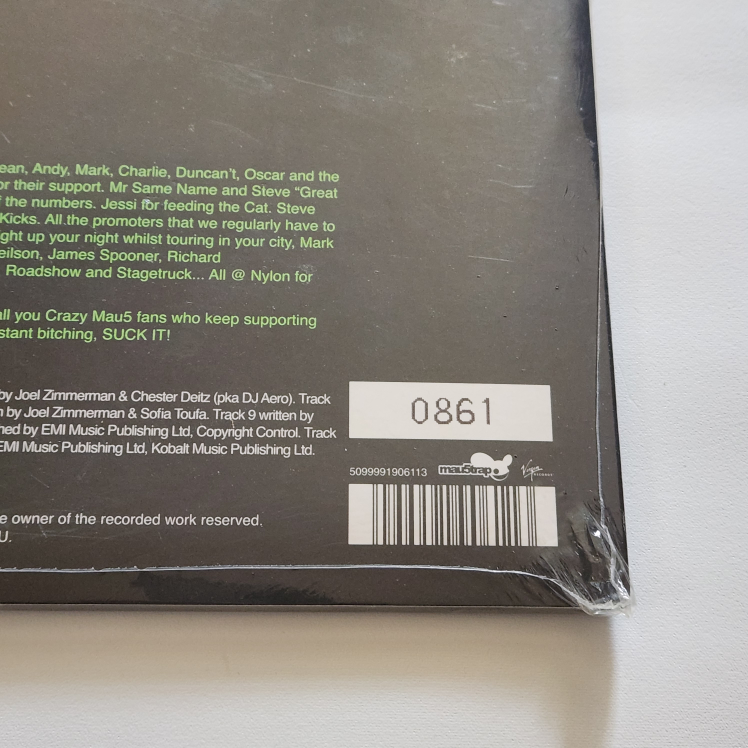 ean, Andy, Mark, Charlie, Duncan't, Oscar and the
or their support. Mr Same Name and Steve "Great
f the numbers. Jessi for feeding the Cat. Steve
Kicks. All the promoters that we regularly have to
ght up your night whilst touring in your city, Mark
eilson, James Spooner, Richard
Roadshow and Stagetruck... All @ Nylon for
all you Crazy Mau5 fans who keep supporting
stant bitching, SUCK IT!
by Joel Zimmerman & Chester Deitz (pka DJ Aero). Track
n by Joel Zimmerman & Sofia Toufa. Track 9 written by
hed by EMI Music Publishing Ltd, Copyright Control. Track
EMI Music Publishing Ltd, Kobalt Music Publishing Ltd.
0861
5099991906113 mau5trap Virgin RECORDS
e owner of the recorded work reserved.
U.